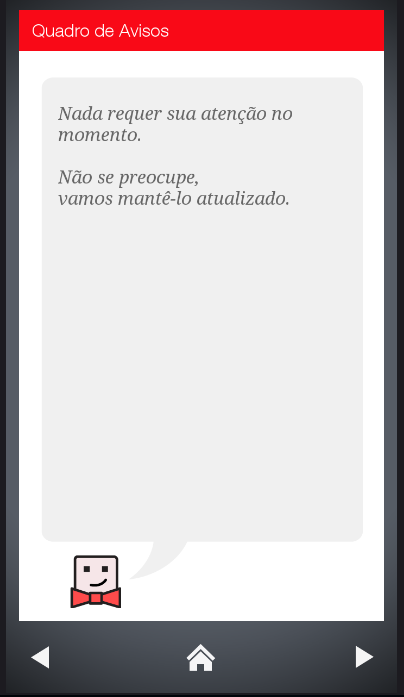 Quadro de Avisos
Nada requer sua atenção no
momento.
Não se preocupe,
vamos mantê-lo atualizado.